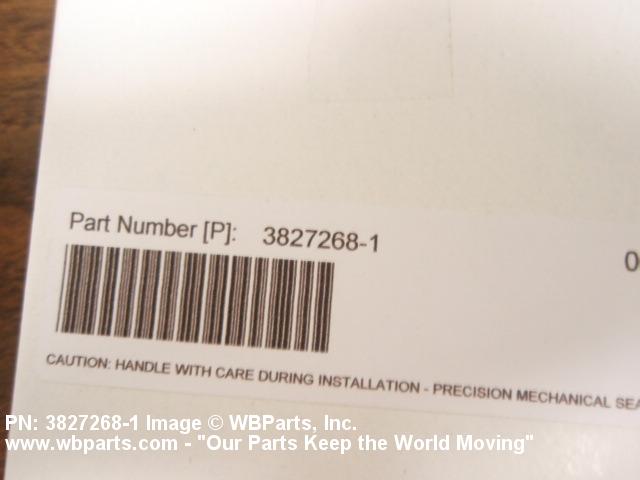 Part Number [P]: 3827268-1
CAUTION: HANDLE WITH CARE DURING INSTALLATION - PRECISION MECHANICAL
PN: 3827268-1 Image © WBParts, Inc.
www.wbparts.com - "Our Parts Keep the World Moving"